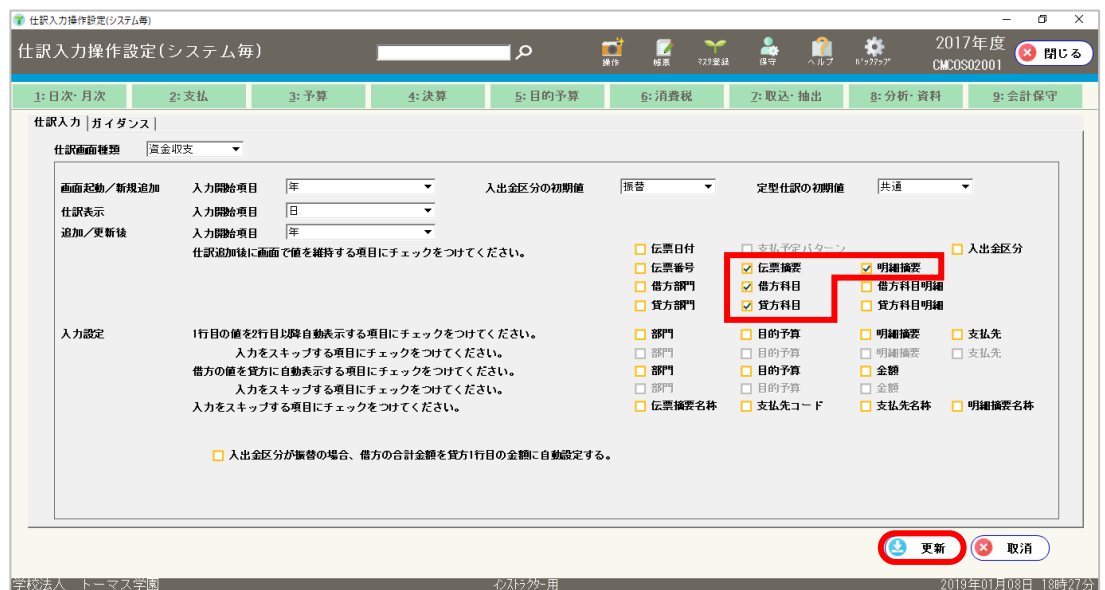 仕訳入力操作設定(システム毎)
仕訳入力操作設定(システム毎) 操作 帳票 ﾏｽﾀ登録 保守 ヘルプ ﾊﾞｯｸｱｯﾌﾟ 2017年度 CMCOS02001 閉じる
1:日次・月次 2:支払 3:予算 4:決算 5:目的予算 6:消費税 7:取込・抽出 8:分析・資料 9:会計保守
仕訳入力 ガイダンス
仕訳画面種類 資金収支
画面起動／新規追加 入力開始項目 年 入出金区分の初期値 振替 定型仕訳の初期値 共通
仕訳表示 入力開始項目 日
追加／更新後 入力開始項目 年
仕訳追加後に画面で値を維持する項目にチェックをつけてください。 伝票日付 支払予定パターン 入出金区分
伝票番号 伝票摘要 明細摘要
借方部門 借方科目 借方科目明細
貸方部門 貸方科目 貸方科目明細
入力設定 1行目の値を2行目以降自動表示する項目にチェックをつけてください。 部門 目的予算 明細摘要 支払先
入力をスキップする項目にチェックをつけてください。 部門 目的予算 明細摘要 支払先
借方の値を貸方に自動表示する項目にチェックをつけてください。 部門 目的予算 金額
入力をスキップする項目にチェックをつけてください。 部門 目的予算 金額
入力をスキップする項目にチェックをつけてください。 伝票摘要名称 支払先コード 支払先名称 明細摘要名称
入出金区分が振替の場合、借方の合計金額を貸方1行目の金額に自動設定する。
更新 取消
学校法人 トーマス学園 ｲﾝｽﾄﾗｸﾀｰ用 2019年01月08日 18時27分